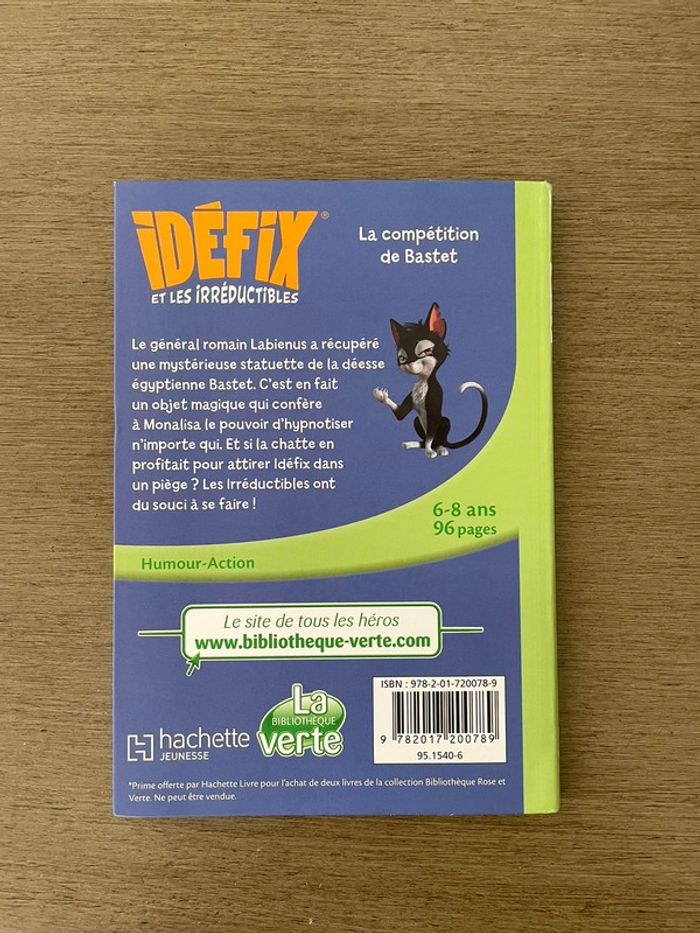 IDÉFIX®
ET LES IRRÉDUCTIBLES
La compétition
de Bastet
Le général romain Labienus a récupéré
une mystérieuse statuette de la déesse
égyptienne Bastet. C'est en fait
un objet magique qui confère
à Monalisa le pouvoir d'hypnotiser
n'importe qui. Et si la chatte en
profitait pour attirer Idéfix dans
un piège ? Les Irréductibles ont
du souci à se faire !
6-8 ans
96 pages
Humour-Action
Le site de tous les héros
www.bibliotheque-verte.com
hachette
JEUNESSE
La
BIBLIOTHÈQUE
verte
ISBN : 978-2-01-720078-9
9 782017 200789
95.1540-6
*Prime offerte par Hachette Livre pour l'achat de deux livres de la collection Bibliothèque Rose et
Verte. Ne peut être vendue.